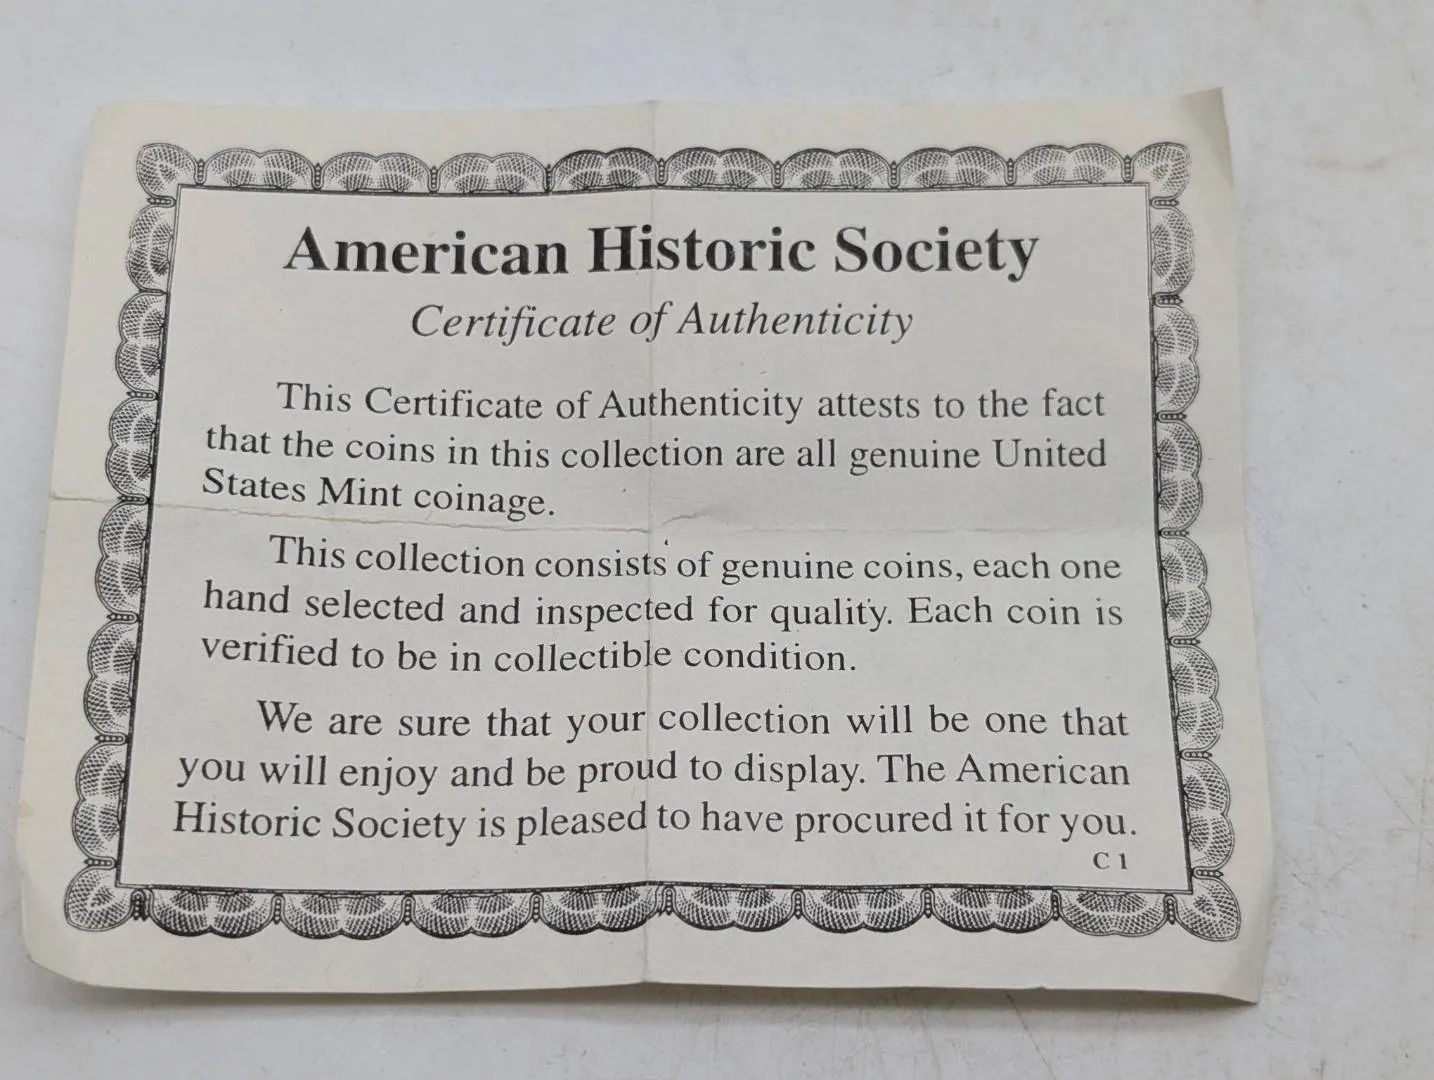 American Historic Society
Certificate of Authenticity
This Certificate of Authenticity attests to the fact
that the coins in this collection are all genuine United
States Mint coinage.
This collection consists of genuine coins, each one
hand selected and inspected for quality. Each coin is
verified to be in collectible condition.
We are sure that your collection will be one that
you will enjoy and be proud to display. The American
Historic Society is pleased to have procured it for you.
C 1